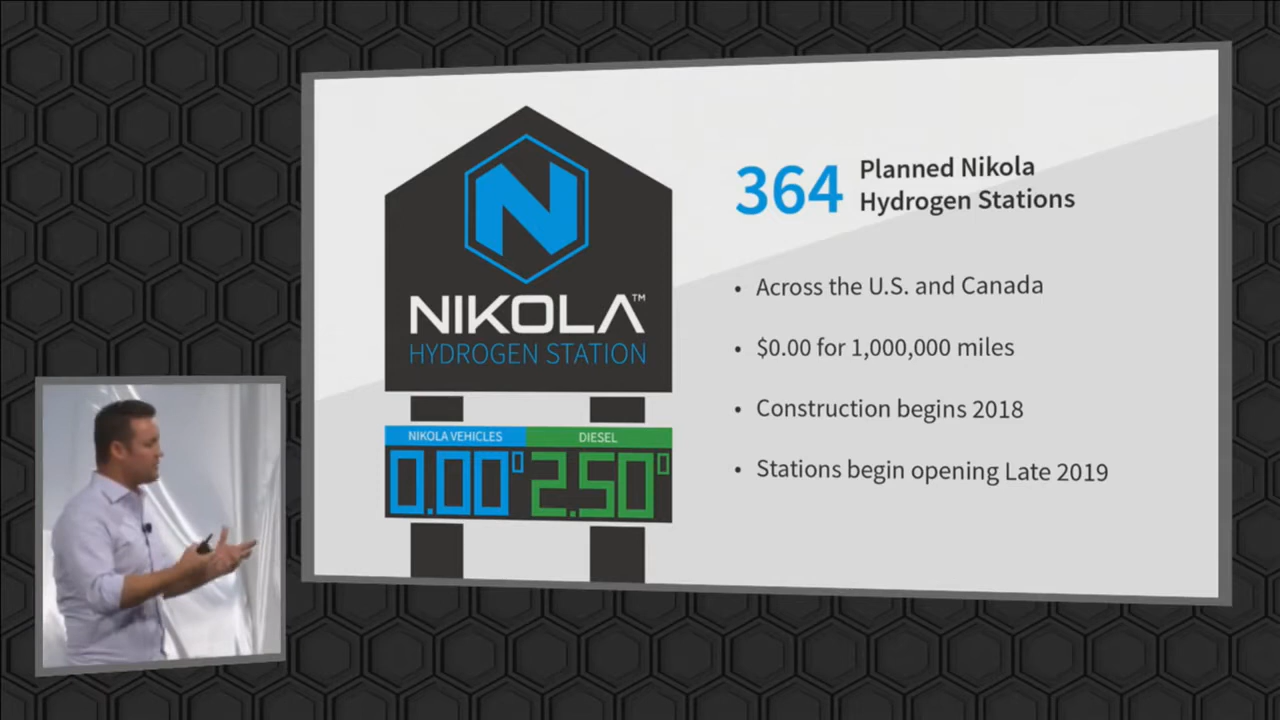 NIKOLA™
HYDROGEN STATION
NIKOLA VEHICLES
DIESEL
0.00⁰
2.50⁰
364
Planned Nikola
Hydrogen Stations
• Across the U.S. and Canada
• $0.00 for 1,000,000 miles
• Construction begins 2018
• Stations begin opening Late 2019